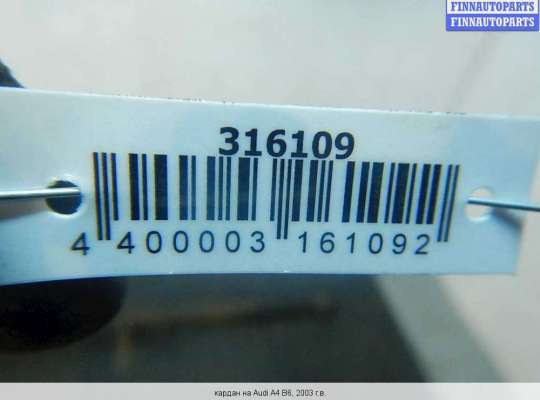 FINNAUTOPARTS
FINNAUTOPARTS
316109
4 400003 161092
кардан на Audi A4 B6, 2003 г.в.